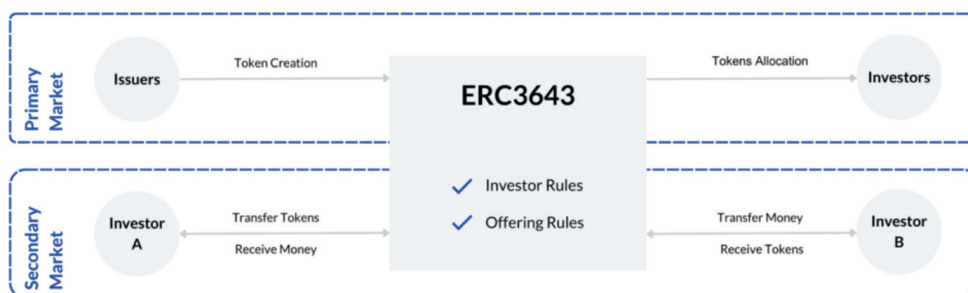 Primary
Market
Issuers
Token Creation
ERC3643
Tokens Allocation
Investors
Investor Rules
Offering Rules
Secondary
Market
Investor
A
Transfer Tokens
Receive Money
Transfer Money
Receive Tokens
Investor
B